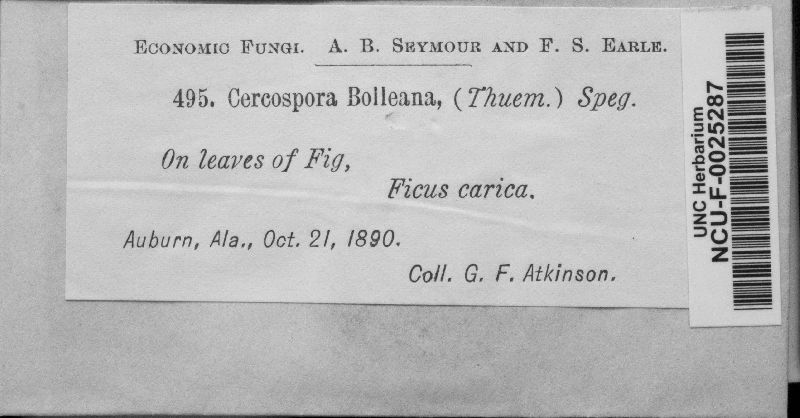 Economic Fungi. A. B. Seymour and F. S. Earle.
495. Cercospora Bolleana, (Thuem.) Speg.
On leaves of Fig,
Ficus carica.
Auburn, Ala., Oct. 21, 1890.
Coll. G. F. Atkinson.
UNC Herbarium
NCU-F-0025287